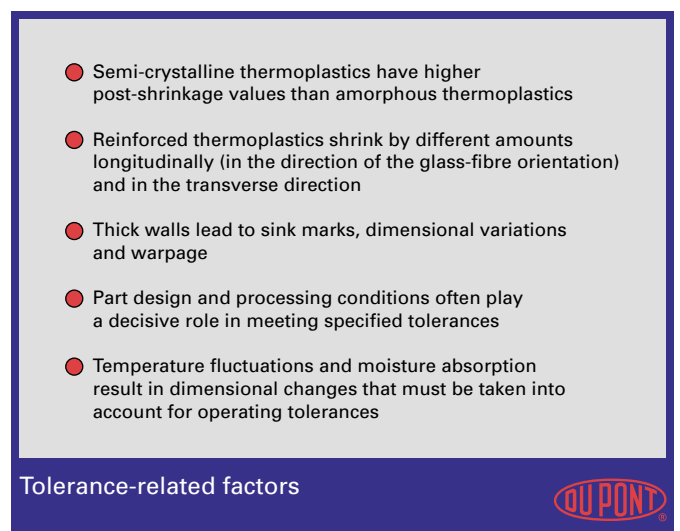 Semi-crystalline thermoplastics have higher
post-shrinkage values than amorphous thermoplastics
Reinforced thermoplastics shrink by different amounts
longitudinally (in the direction of the glass-fibre orientation)
and in the transverse direction
Thick walls lead to sink marks, dimensional variations
and warpage
Part design and processing conditions often play
a decisive role in meeting specified tolerances
Temperature fluctuations and moisture absorption
result in dimensional changes that must be taken into
account for operating tolerances
Tolerance-related factors
DU PONT®